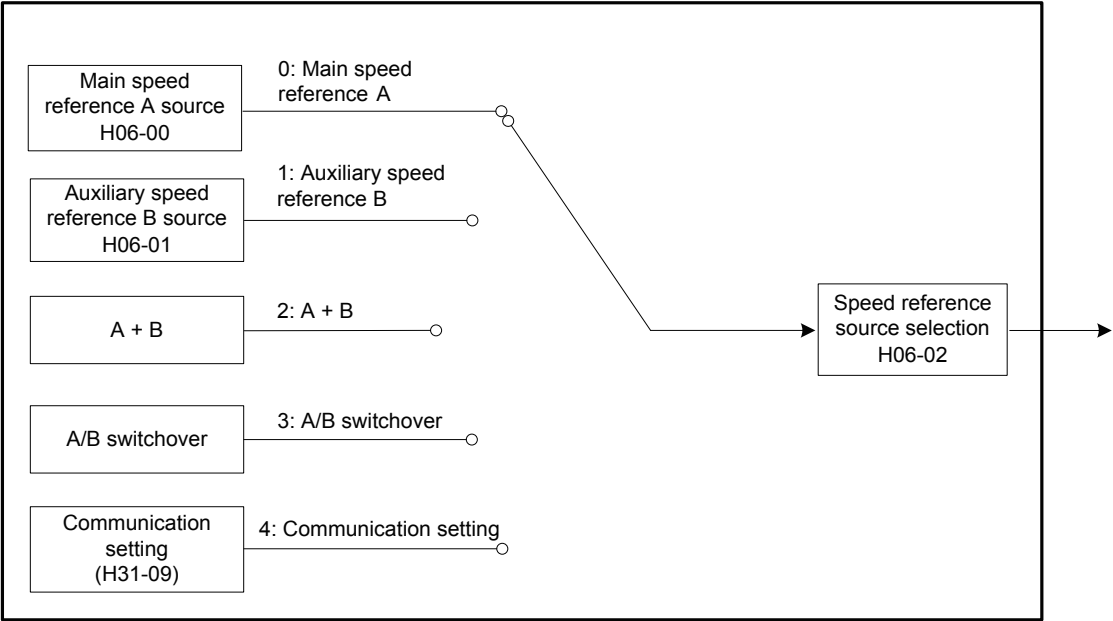 Main speed
reference A source
H06-00
0: Main speed
reference A
Auxiliary speed
reference B source
H06-01
1: Auxiliary speed
reference B
A + B
2: A + B
A/B switchover
3: A/B switchover
Communication
setting
(H31-09)
4: Communication setting
Speed reference
source selection
H06-02